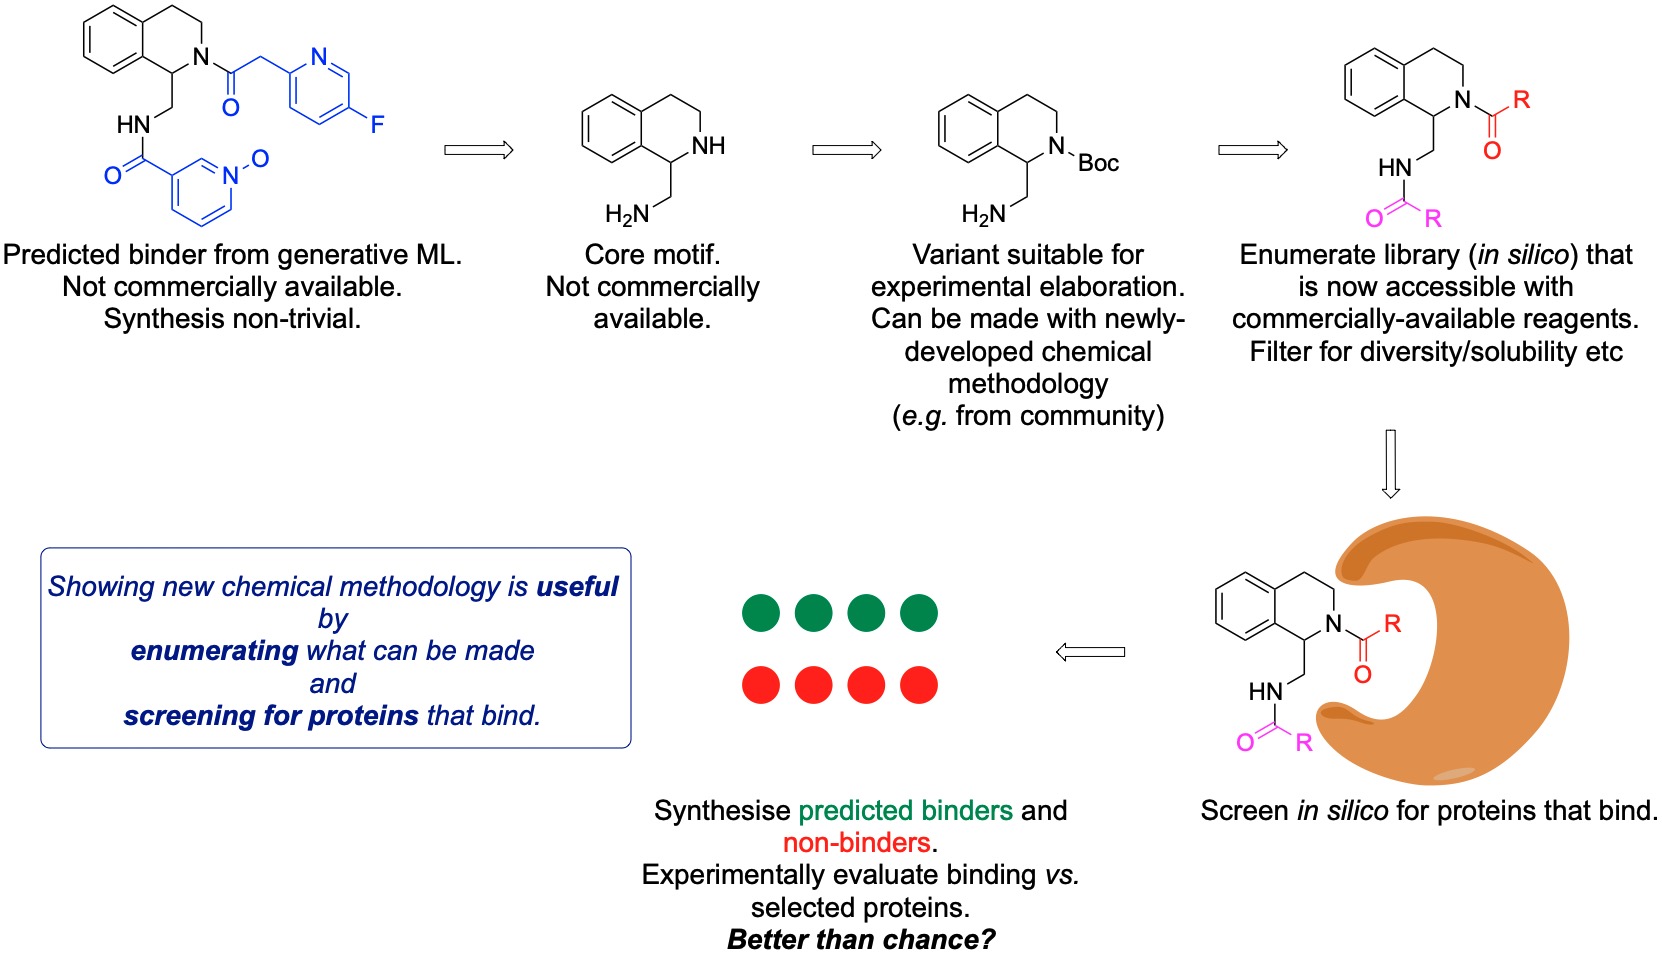 N
O
N
F
HN
O
N
O
Predicted binder from generative ML.
Not commercially available.
Synthesis non-trivial.
NH
H₂N
Core motif.
Not commercially
available.
N
Boc
H₂N
Variant suitable for
experimental elaboration.
Can be made with newly-
developed chemical
methodology
(e.g. from community)
N
R
O
HN
O
R
Enumerate library (in silico) that
is now accessible with
commercially-available reagents.
Filter for diversity/solubility etc
N
R
O
HN
O
R
Screen in silico for proteins that bind.
Synthesise predicted binders and
non-binders.
Experimentally evaluate binding vs.
selected proteins.
Better than chance?
Showing new chemical methodology is useful
by
enumerating what can be made
and
screening for proteins that bind.